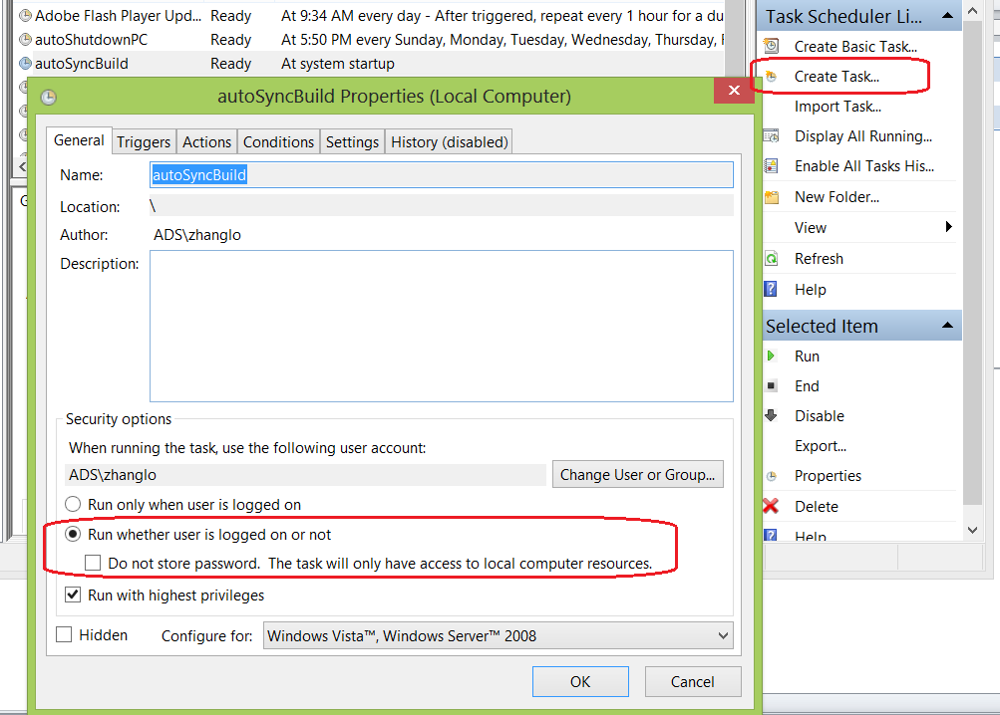 Adobe Flash Player Upd... Ready At 9:34 AM every day - After triggered, repeat every 1 hour for a du
autoShutdownPC Ready At 5:50 PM every Sunday, Monday, Tuesday, Wednesday, Thursday, F
autoSyncBuild Ready At system startup
autoSyncBuild Properties (Local Computer)
General Triggers Actions Conditions Settings History (disabled)
Name: autoSyncBuild
Location: \
Author: ADS\zhanglo
Description:
Security options
When running the task, use the following user account:
ADS\zhanglo Change User or Group...
Run only when user is logged on
Run whether user is logged on or not
Do not store password. The task will only have access to local computer resources.
Run with highest privileges
Hidden Configure for: Windows Vista™, Windows Server™ 2008
OK Cancel
Task Scheduler Li...
Create Basic Task...
Create Task...
Import Task...
Display All Running...
Enable All Tasks His...
New Folder...
View
Refresh
Help
Selected Item
Run
End
Disable
Export...
Properties
Delete
Help